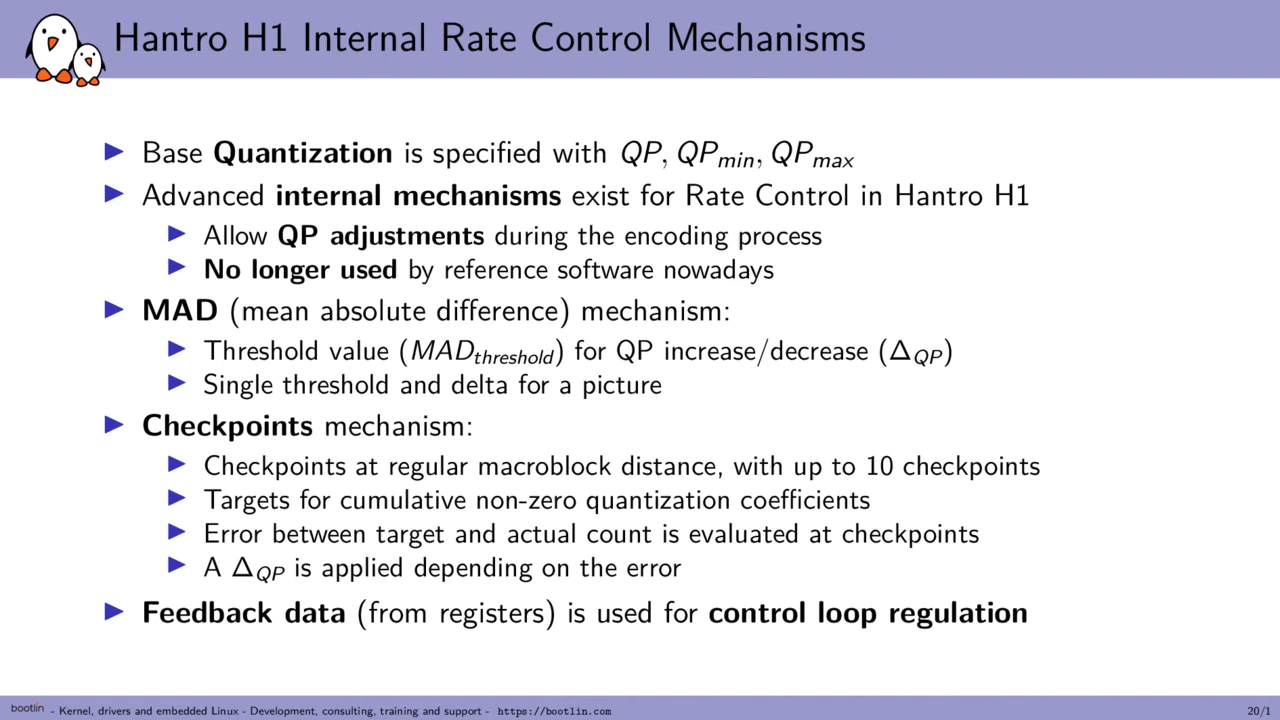 Hantro H1 Internal Rate Control Mechanisms
▶ Base Quantization is specified with QP, QPmin, QPmax
▶ Advanced internal mechanisms exist for Rate Control in Hantro H1
▶ Allow QP adjustments during the encoding process
▶ No longer used by reference software nowadays
▶ MAD (mean absolute difference) mechanism:
▶ Threshold value (MADthreshold) for QP increase/decrease (ΔQP)
▶ Single threshold and delta for a picture
▶ Checkpoints mechanism:
▶ Checkpoints at regular macroblock distance, with up to 10 checkpoints
▶ Targets for cumulative non-zero quantization coefficients
▶ Error between target and actual count is evaluated at checkpoints
▶ A ΔQP is applied depending on the error
▶ Feedback data (from registers) is used for control loop regulation
bootlin - Kernel, drivers and embedded Linux - Development, consulting, training and support - https://bootlin.com 20/1